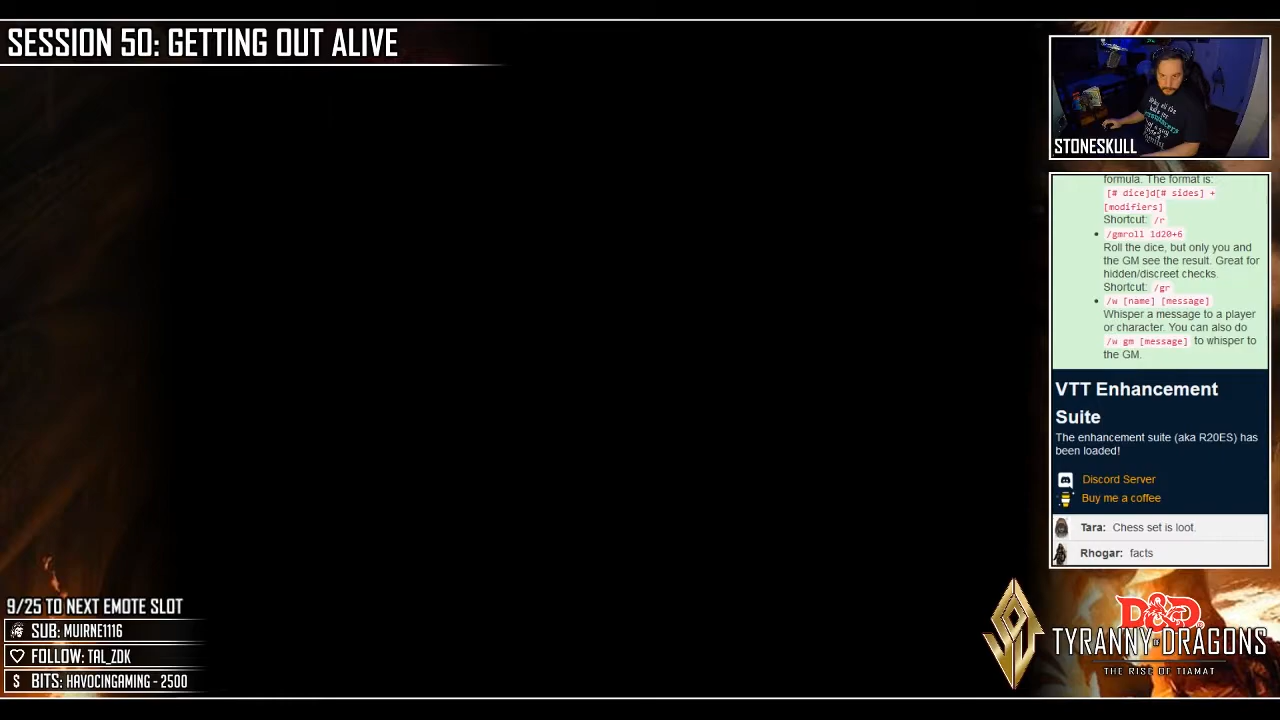 SESSION 50: GETTING OUT ALIVE
STONESKULL
formula. The format is:
[# dice]d[# sides] +
[modifiers]
Shortcut: /r
/gmroll 1d20+6
Roll the dice, but only you and
the GM see the result. Great for
hidden/discreet checks.
Shortcut: /gr
/w [name] [message]
Whisper a message to a player
or character. You can also do
/w gm [message] to whisper to
the GM.
VTT Enhancement
Suite
The enhancement suite (aka R20ES) has
been loaded!
Discord Server
Buy me a coffee
Tara: Chess set is loot.
Rhogar: facts
9/25 TO NEXT EMOTE SLOT
SUB: MUIRNE1116
FOLLOW: TAL_ZDK
$ BITS: HAVOCINGAMING - 2500
D&D
TYRANNY OF DRAGONS
THE RISE OF TIAMAT